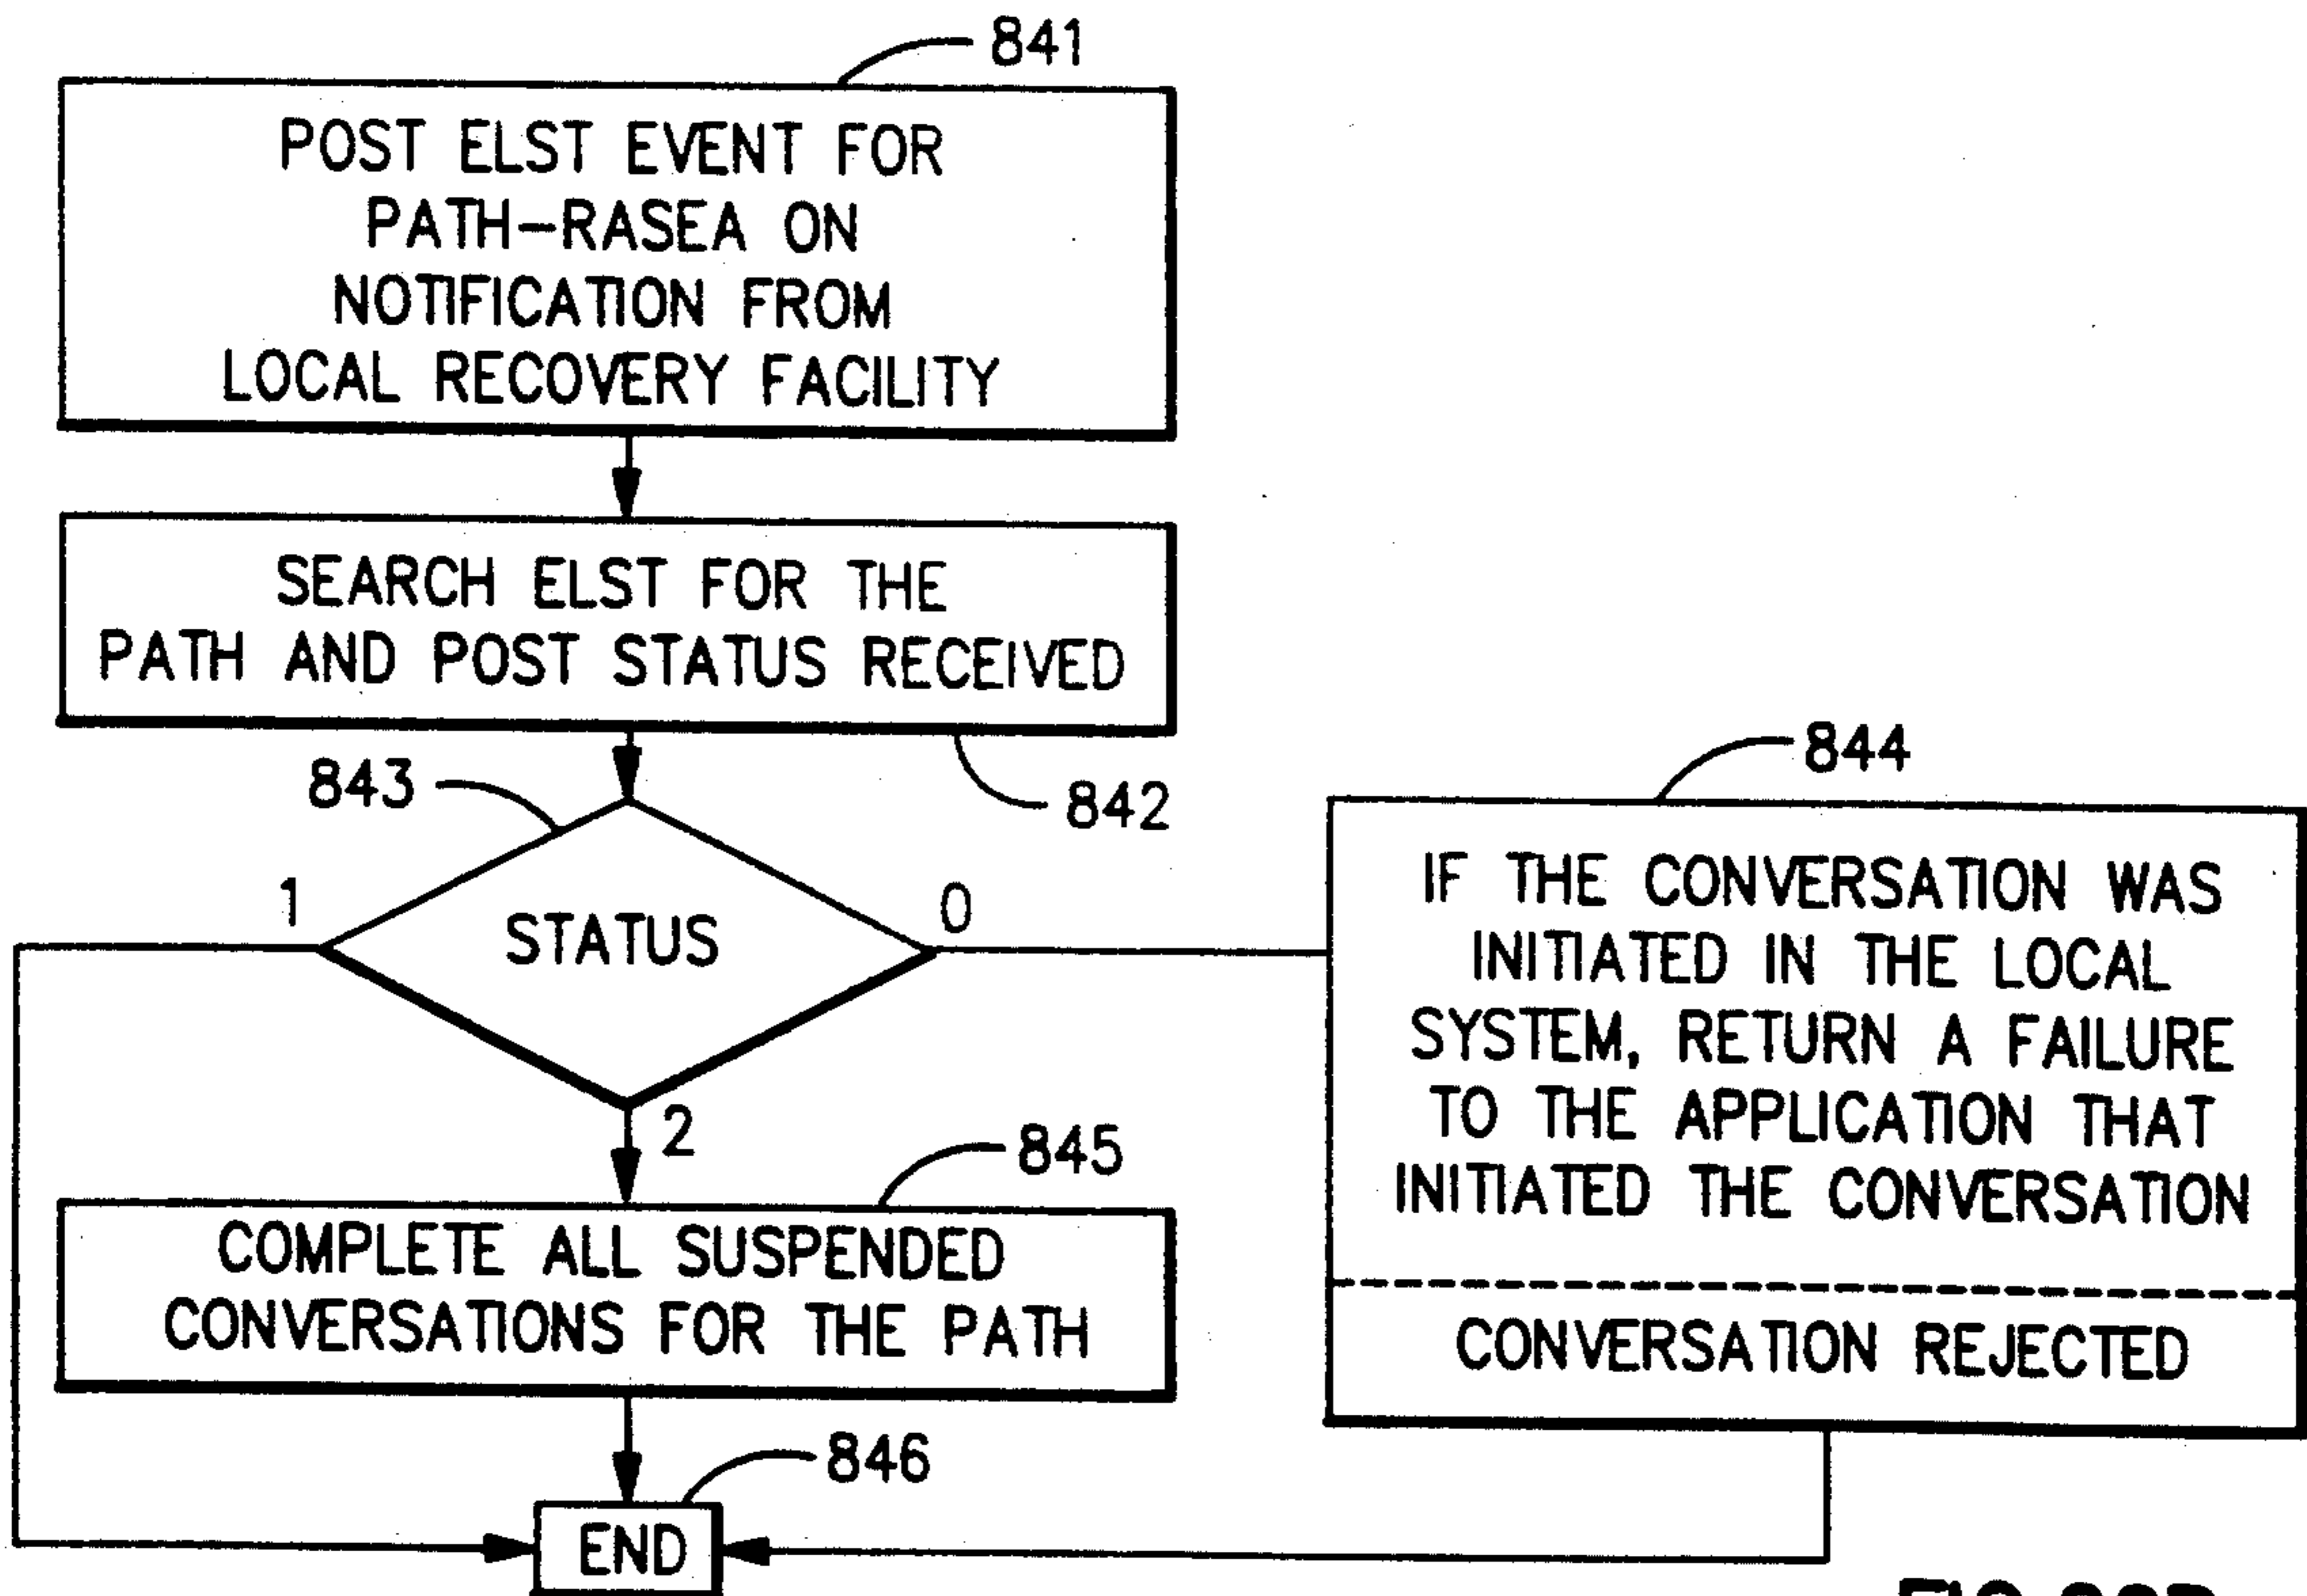 841
POST ELST EVENT FOR
PATH-RASEA ON
NOTIFICATION FROM
LOCAL RECOVERY FACILITY
SEARCH ELST FOR THE
PATH AND POST STATUS RECEIVED
842
843
STATUS
1
0
2
844
IF THE CONVERSATION WAS
INITIATED IN THE LOCAL
SYSTEM, RETURN A FAILURE
TO THE APPLICATION THAT
INITIATED THE CONVERSATION
CONVERSATION REJECTED
845
COMPLETE ALL SUSPENDED
CONVERSATIONS FOR THE PATH
846
END